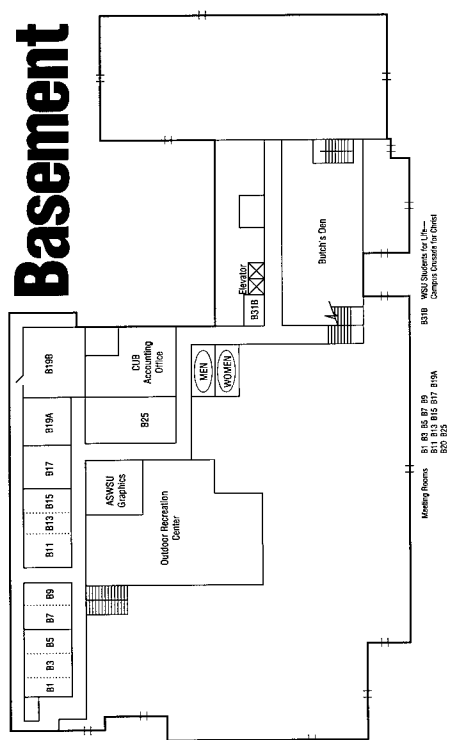 Basement
B1
B3
B5
B7
B9
B11
B13
B15
B17
B19A
B19B
ASWSU
Graphics
B25
CUB
Accounting
Office
Outdoor Recreation
Center
MEN
WOMEN
B31B
Elevator
Butch's Den
Meeting Rooms
B1 B3 B5 B7 B9
B11 B13 B15 B17 B19A
B20 B25
B31B
WSU Students for Life—
Campus Crusade for Christ